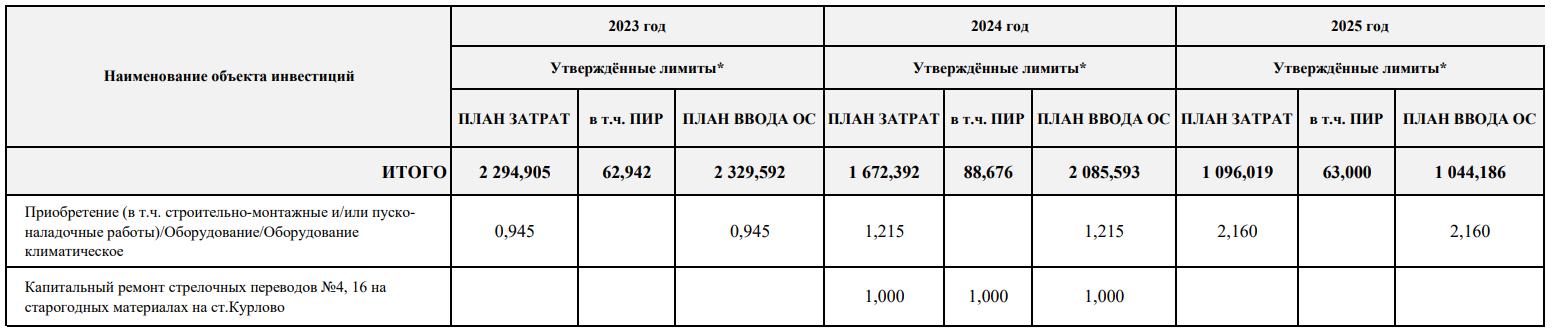 Наименование объекта инвестиций
2023 год
2024 год
2025 год
Утверждённые лимиты*
Утверждённые лимиты*
Утверждённые лимиты*
ПЛАН ЗАТРАТ
в т.ч. ПИР
ПЛАН ВВОДА ОС
ПЛАН ЗАТРАТ
в т.ч. ПИР
ПЛАН ВВОДА ОС
ПЛАН ЗАТРАТ
в т.ч. ПИР
ПЛАН ВВОДА ОС
ИТОГО
2 294,905
62,942
2 329,592
1 672,392
88,676
2 085,593
1 096,019
63,000
1 044,186
Приобретение (в т.ч. строительно-монтажные и/или пуско-
наладочные работы)/Оборудование/Оборудование
климатическое
0,945
0,945
1,215
1,215
2,160
2,160
Капитальный ремонт стрелочных переводов №4, 16 на
старогодных материалах на ст.Курлово
1,000
1,000
1,000